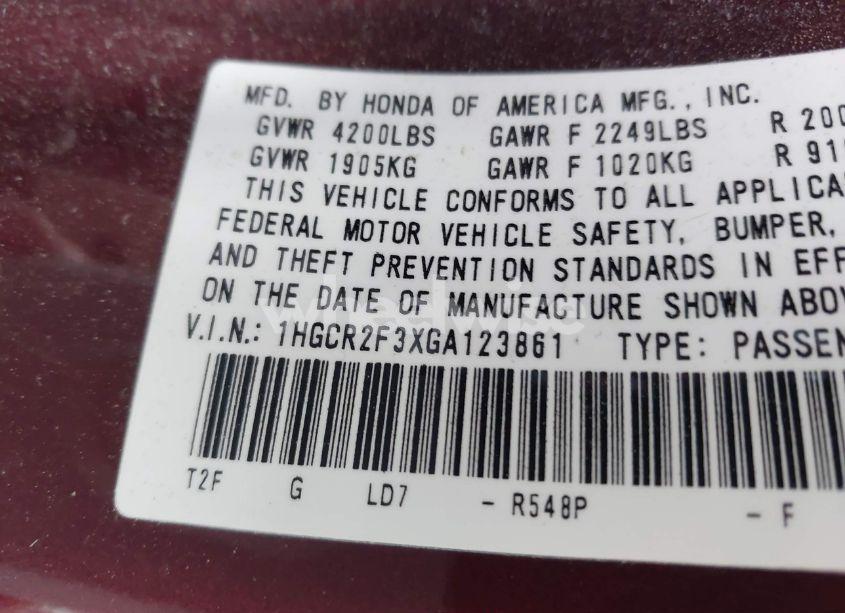 MFD. BY HONDA OF AMERICA MFG., INC.
GVWR 4200LBS GAWR F 2249LBS R 200
GVWR 1905KG GAWR F 1020KG R 91
THIS VEHICLE CONFORMS TO ALL APPLICA
FEDERAL MOTOR VEHICLE SAFETY, BUMPER,
AND THEFT PREVENTION STANDARDS IN EFF
ON THE DATE OF MANUFACTURE SHOWN ABOV
V.I.N.: 1HGCR2F3XGA123861 TYPE: PASSEN
T2F G LD7 - R548P - F